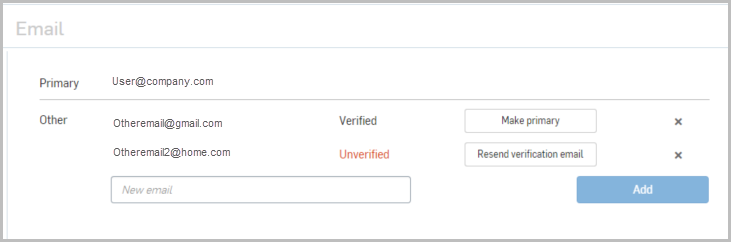 Email
Primary User@company.com
Other Otheremail@gmail.com Verified Make primary ×
Otheremail2@home.com Unverified Resend verification email ×
New email Add